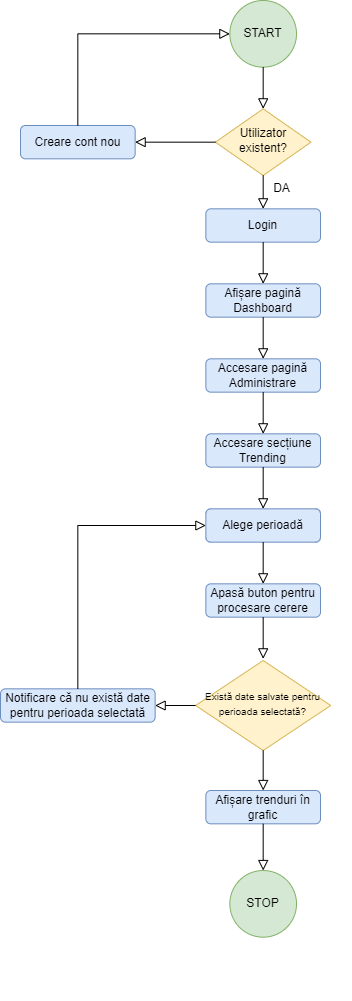 START
Utilizator
existent?
Creare cont nou
DA
Login
Afișare pagină
Dashboard
Accesare pagină
Administrare
Accesare secțiune
Trending
Alege perioadă
Apasă buton pentru
procesare cerere
Există date salvate pentru
perioada selectată?
Notificare că nu există date
pentru perioada selectată
Afișare trenduri în
grafic
STOP